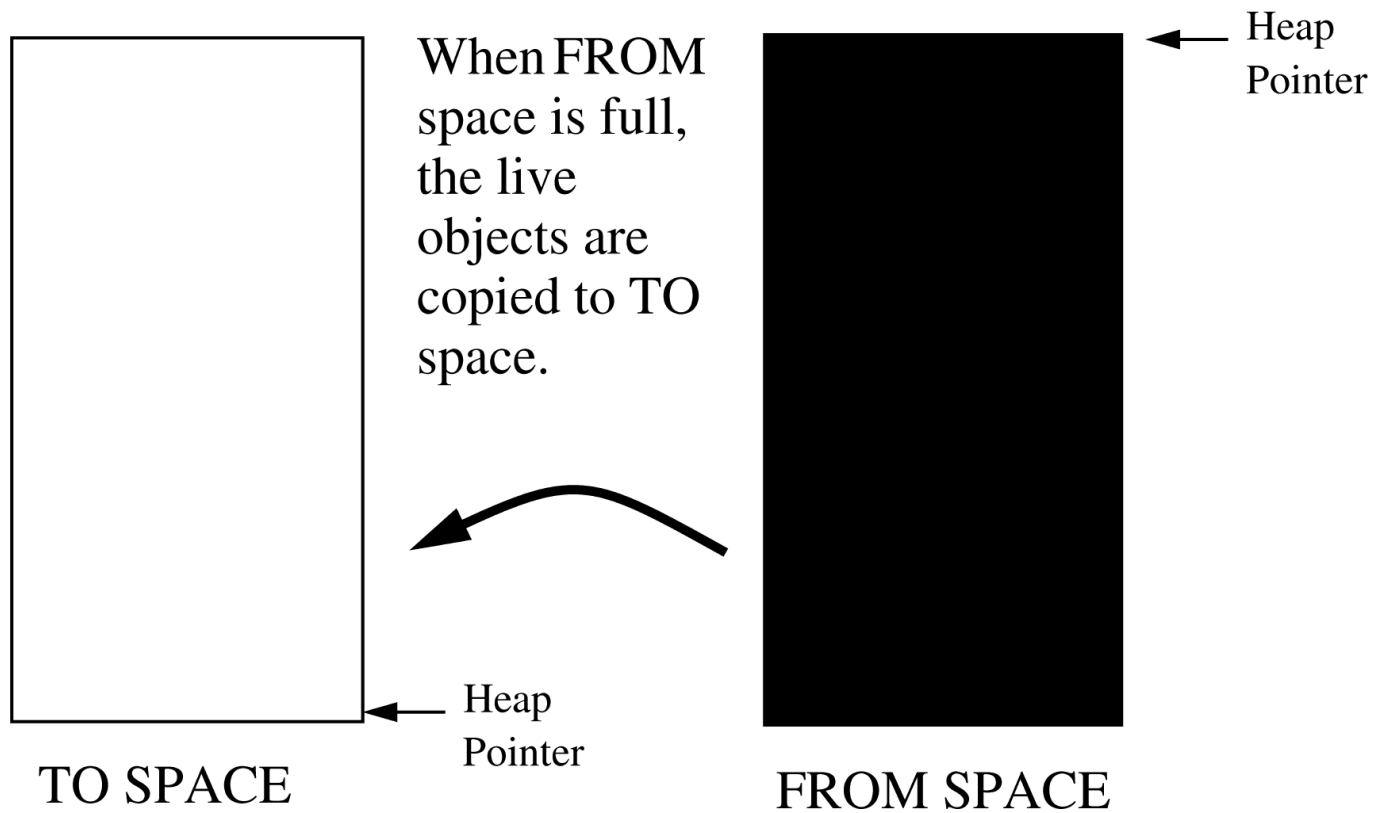 When FROM
space is full,
the live
objects are
copied to TO
space.
Heap
Pointer
Heap
Pointer
TO SPACE
FROM SPACE